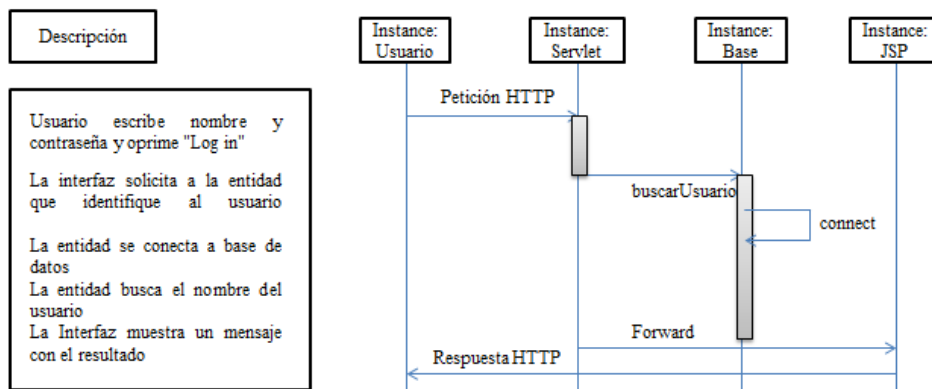 Descripción
Instance:
Usuario
Instance:
Servlet
Instance:
Base
Instance:
JSP
Usuario escribe nombre y
contraseña y oprime "Log in"
La interfaz solicita a la entidad
que identifique al usuario
La entidad se conecta a base de
datos
La entidad busca el nombre del
usuario
La Interfaz muestra un mensaje
con el resultado
Petición HTTP
buscarUsuario
connect
Forward
Respuesta HTTP